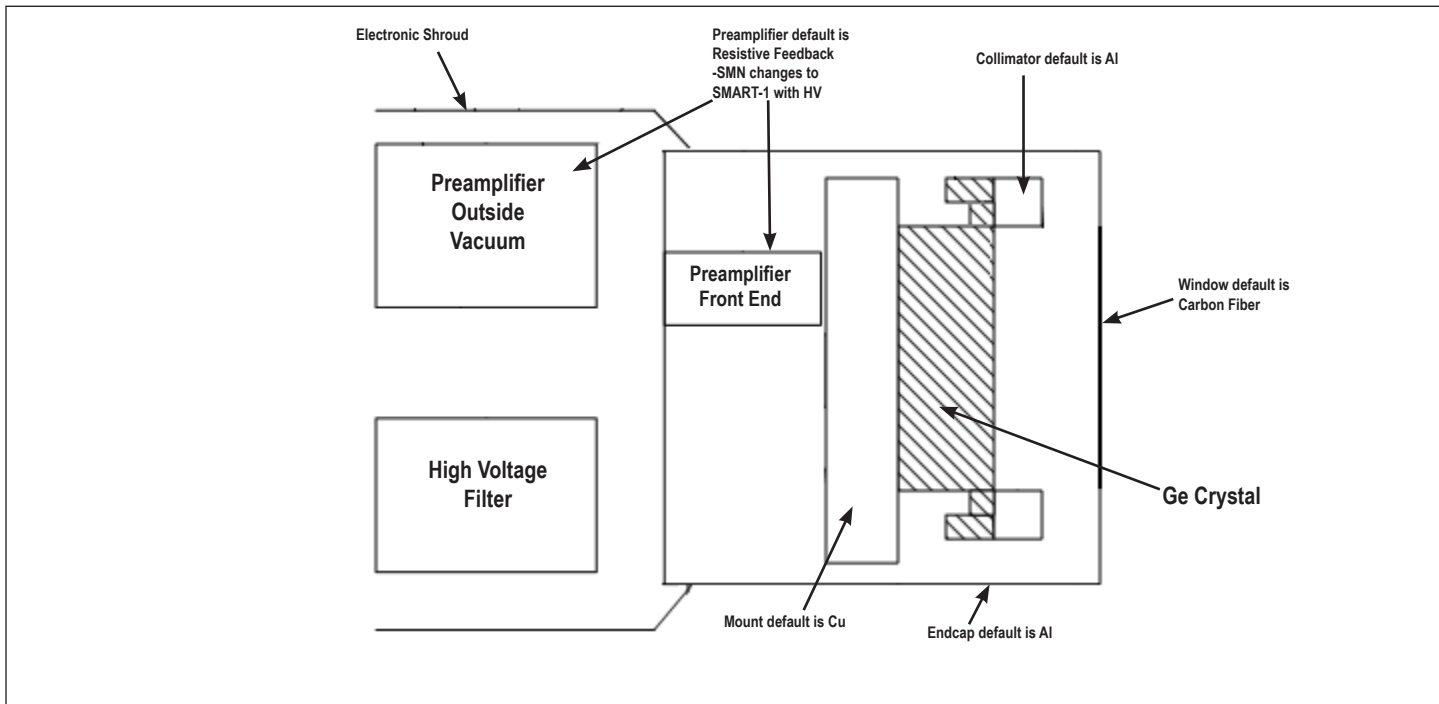 Electronic Shroud
Preamplifier default is
Resistive Feedback
-SMN changes to
SMART-1 with HV
Collimator default is Al
Preamplifier
Outside
Vacuum
Preamplifier
Front End
Window default is
Carbon Fiber
High Voltage
Filter
Ge Crystal
Mount default is Cu
Endcap default is Al